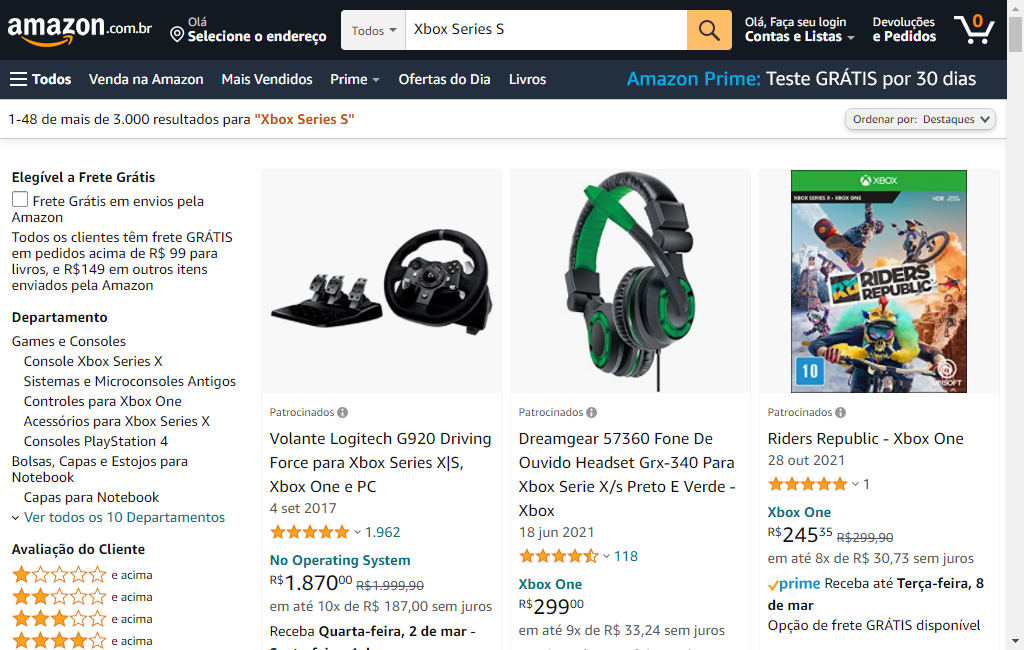 amazon.com.br
Olá
Selecione o endereço
Todos
Xbox Series S
Olá, Faça seu login
Contas e Listas
Devoluções
e Pedidos
0
Todos
Venda na Amazon
Mais Vendidos
Prime
Ofertas do Dia
Livros
Amazon Prime: Teste GRÁTIS por 30 dias
1-48 de mais de 3.000 resultados para "Xbox Series S"
Ordenar por: Destaques
Elegível a Frete Grátis
Frete Grátis em envios pela
Amazon
Todos os clientes têm frete GRÁTIS
em pedidos acima de R$ 99 para
livros, e R$149 em outros itens
enviados pela Amazon
Departamento
Games e Consoles
Console Xbox Series X
Sistemas e Microconsoles Antigos
Controles para Xbox One
Acessórios para Xbox Series X
Consoles PlayStation 4
Bolsas, Capas e Estojos para
Notebook
Capas para Notebook
Ver todos os 10 Departamentos
Avaliação do Cliente
e acima
e acima
e acima
e acima
Patrocinados
Volante Logitech G920 Driving
Force para Xbox Series X|S,
Xbox One e PC
4 set 2017
1.962
No Operating System
R$1.87000 R$1.999,90
em até 10x de R$ 187,00 sem juros
Receba Quarta-feira, 2 de mar -
Patrocinados
Dreamgear 57360 Fone De
Ouvido Headset Grx-340 Para
Xbox Serie X/s Preto E Verde -
Xbox
18 jun 2021
118
Xbox One
R$29900
em até 9x de R$ 33,24 sem juros
XBOX
XBOX SERIES X • XBOX ONE
HDR
RIDERS
REPUBLIC
10
UBISOFT
Patrocinados
Riders Republic - Xbox One
28 out 2021
1
Xbox One
R$24535 R$299,90
em até 8x de R$ 30,73 sem juros
prime Receba até Terça-feira, 8
de mar
Opção de frete GRÁTIS disponível